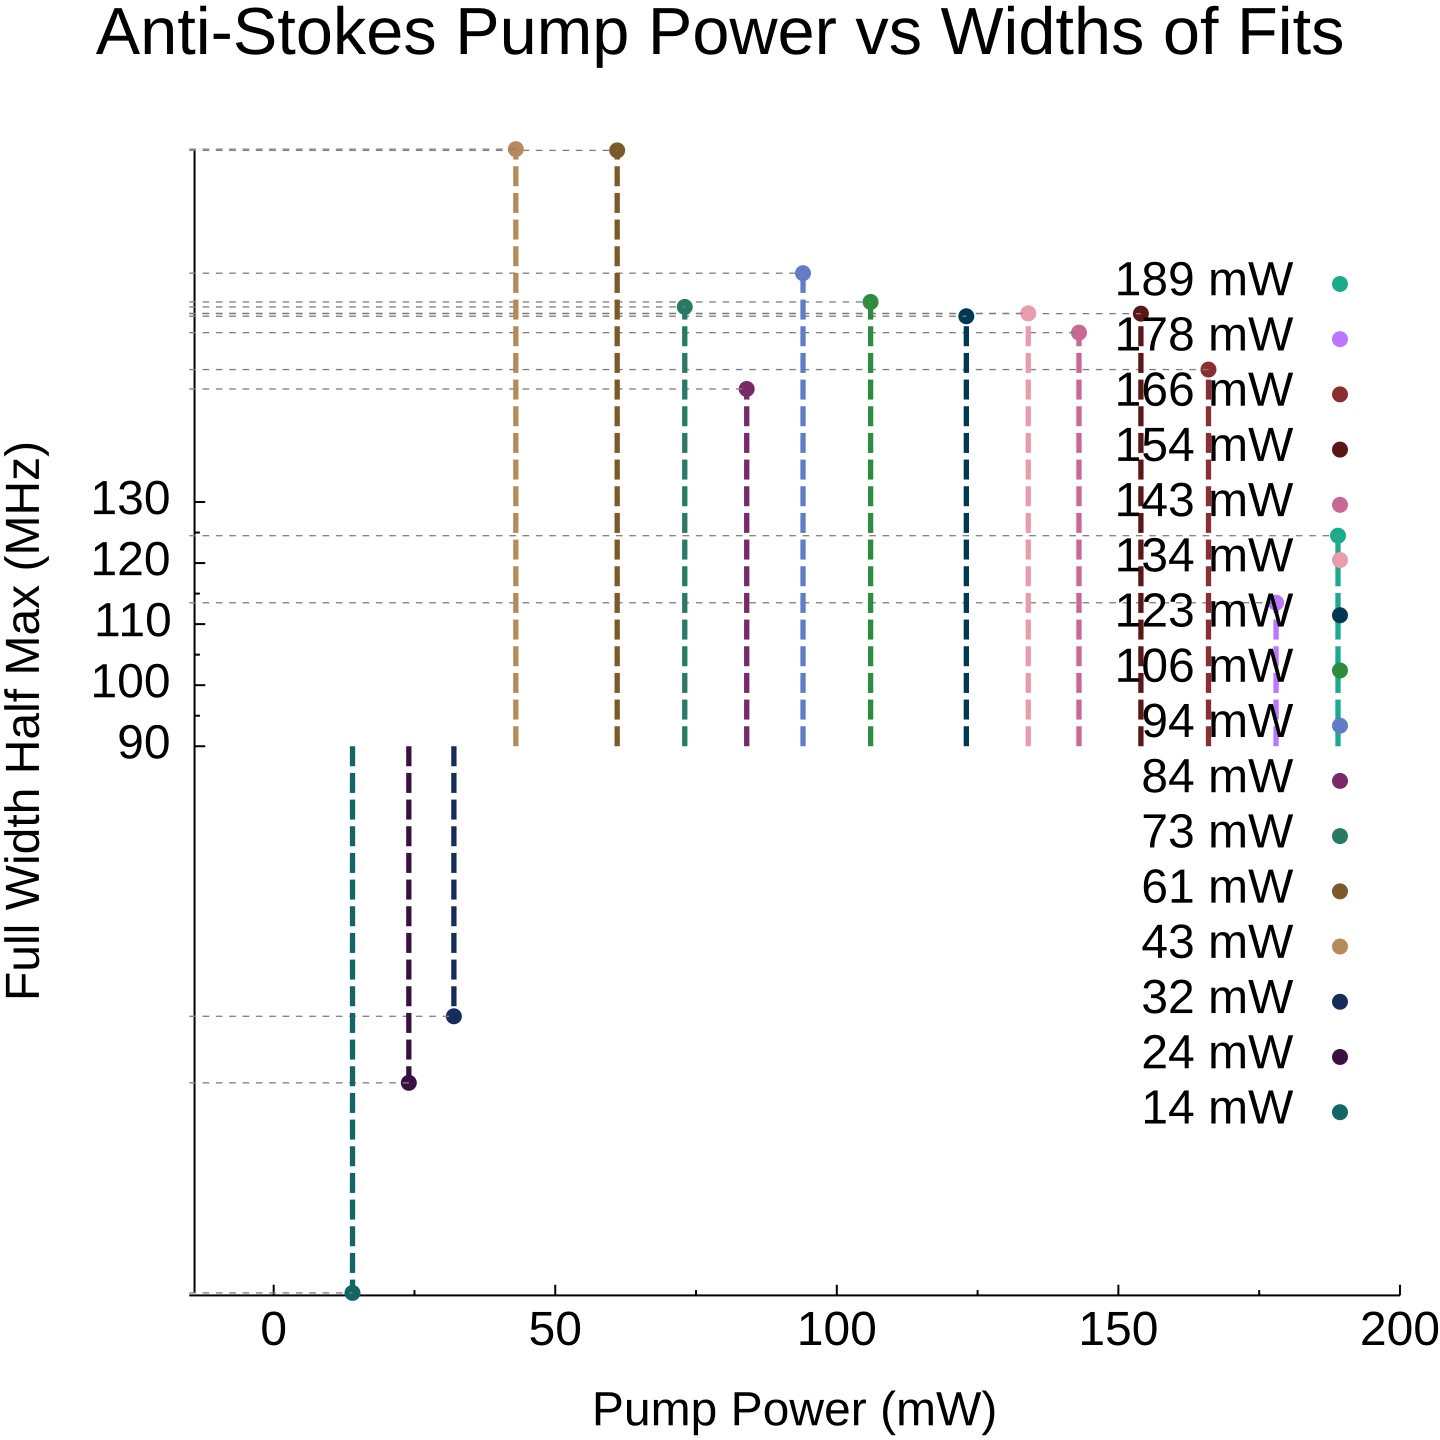 Anti-Stokes Pump Power vs Widths of Fits
189 mW
178 mW
166 mW
154 mW
143 mW
134 mW
123 mW
106 mW
94 mW
84 mW
73 mW
61 mW
43 mW
32 mW
24 mW
14 mW
Full Width Half Max (MHz)
130
120
110
100
90
0
50
100
150
200
Pump Power (mW)